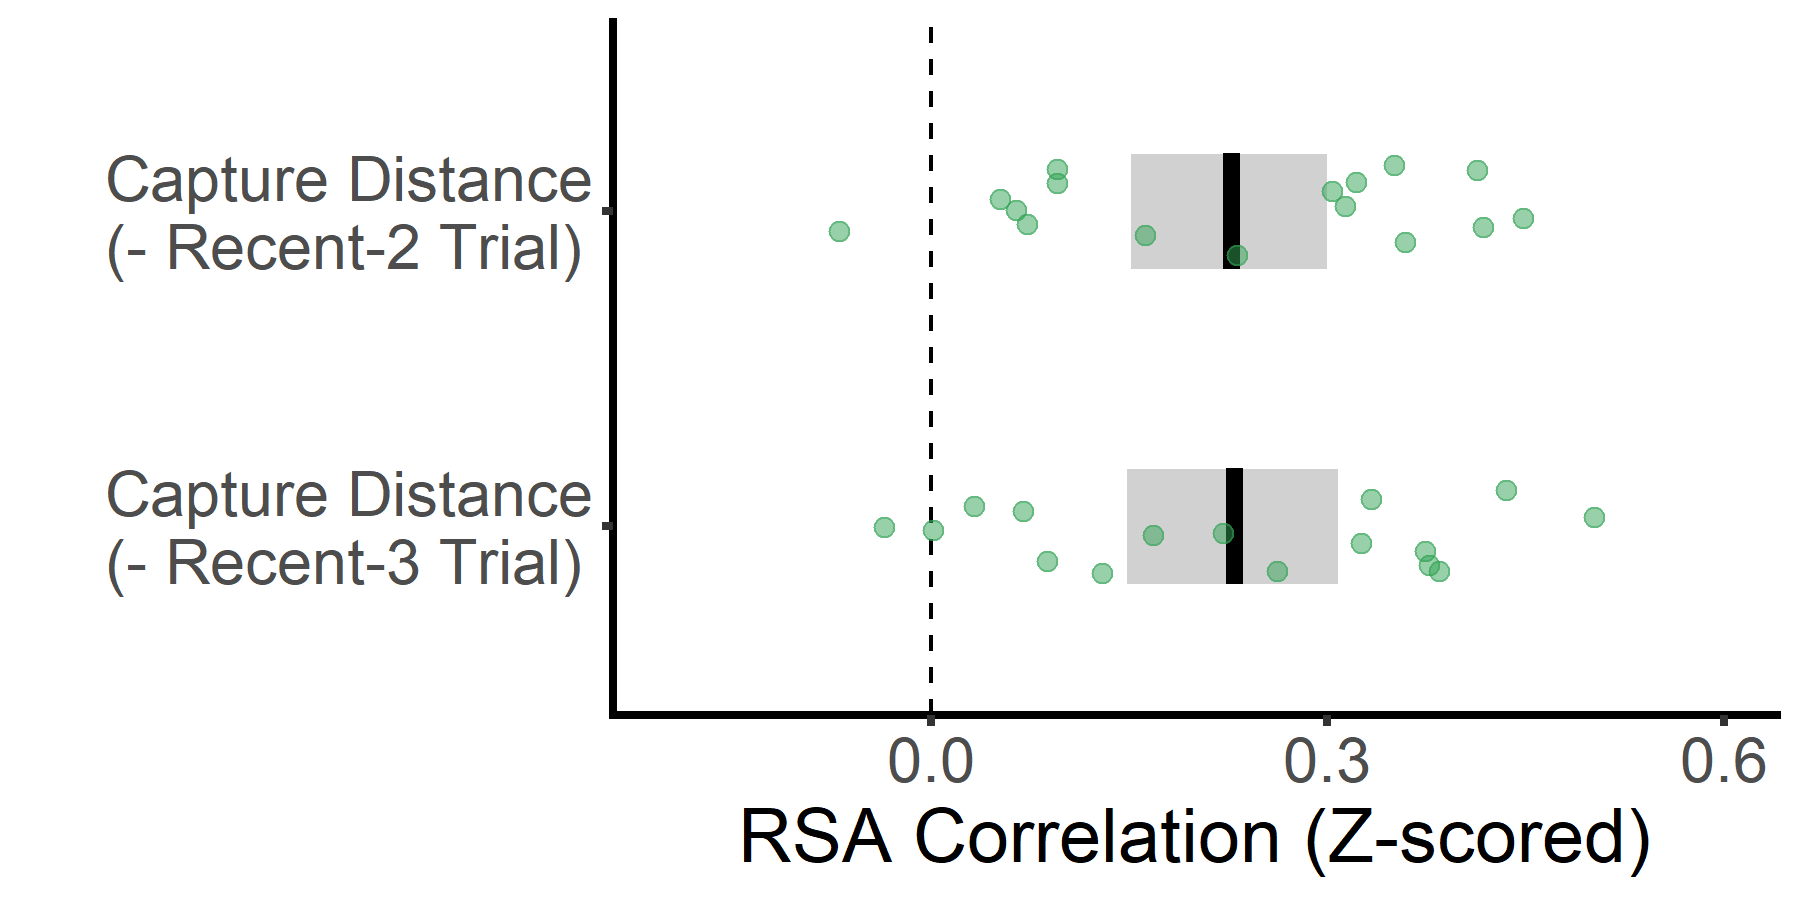 Capture Distance
(- Recent-2 Trial)
Capture Distance
(- Recent-3 Trial)
0.0 0.3 0.6
RSA Correlation (Z-scored)